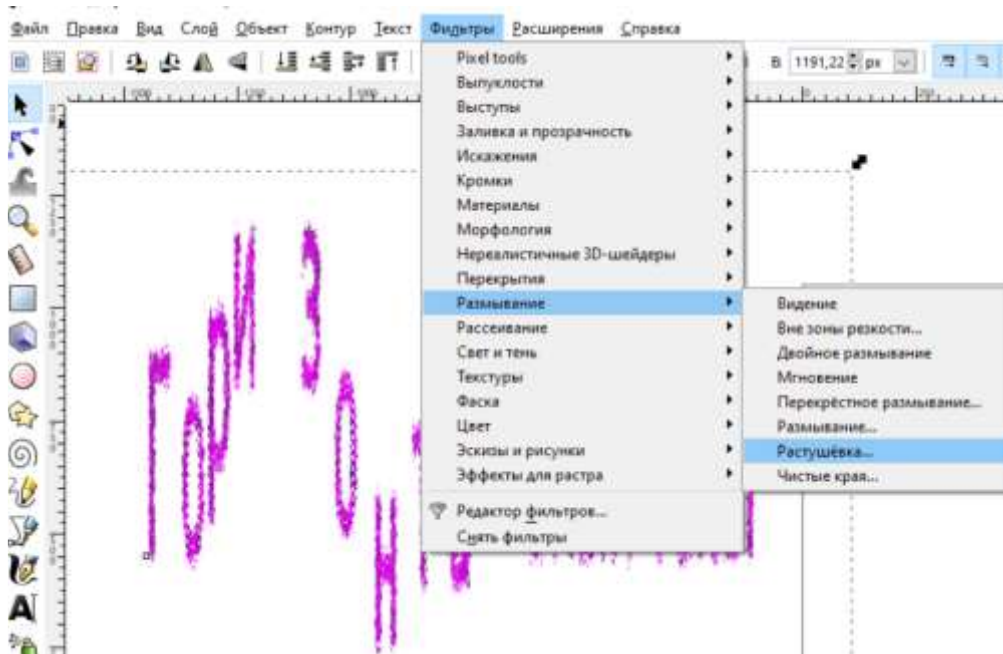 Файл Правка Вид Слой Объект Контур Текст Фильтры Расширения Справка
В: 1191,22 px
Pixel tools
Выпуклости
Выступы
Заливка и прозрачность
Искажения
Кромки
Материалы
Морфология
Нереалистичные 3D-шейдеры
Перекрытия
Размывание
Рассеивание
Свет и тень
Текстуры
Фаска
Цвет
Эскизы и рисунки
Эффекты для растра
Редактор фильтров...
Снять фильтры
Видение
Вне зоны резкости...
Двойное размывание
Мгновение
Перекрёстное размывание...
Размывание...
Растушёвка...
Чистые края...